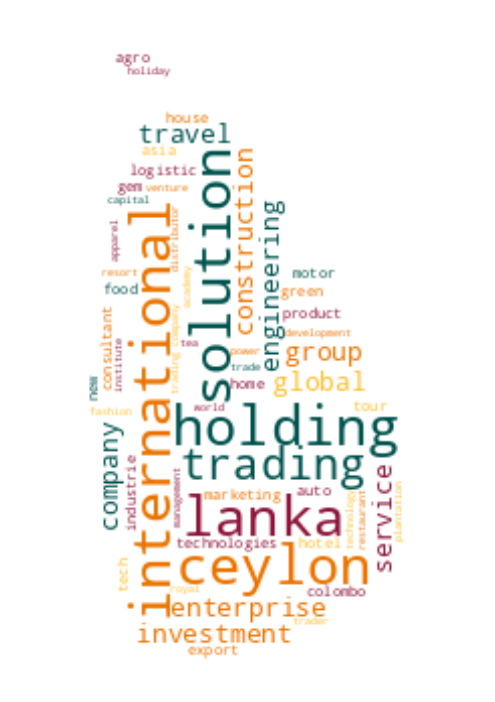 agro
holiday
house
travel
asia
logistic
gem
venture
capital
solution
construction
international
engineering
distributor
apparel
resort
food
academy
motor
green
product
development
consultant
institute
trading company
tea
power
trade
home
group
global
new
fashion
world
tour
holding
trading
company
industrie
management
marketing
auto
lanka
technology
restaurant
service
plantation
technologies
hotel
ceylon
tech
royal
colombo
enterprise
trader
investment
export